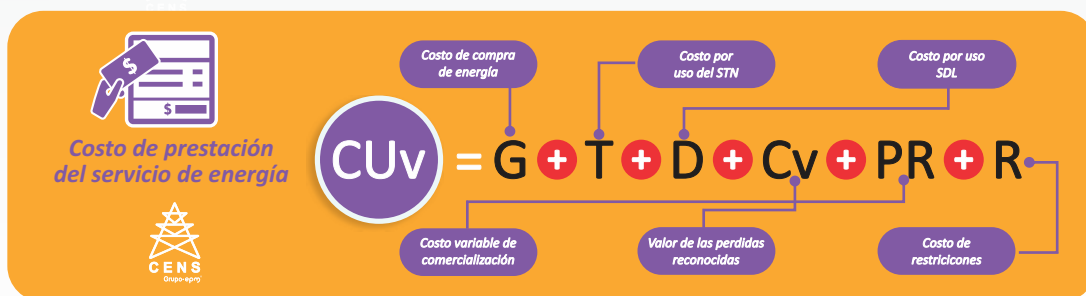 Costo de compra
de energía
Costo por
uso del STN
Costo por uso
SDL
$
$
Costo de prestación
del servicio de energía
CUv = G + T + D + Cv + PR + R
Costo variable de
comercialización
Valor de las perdidas
reconocidas
Costo de
restricicones
CENS
Grupo·epm